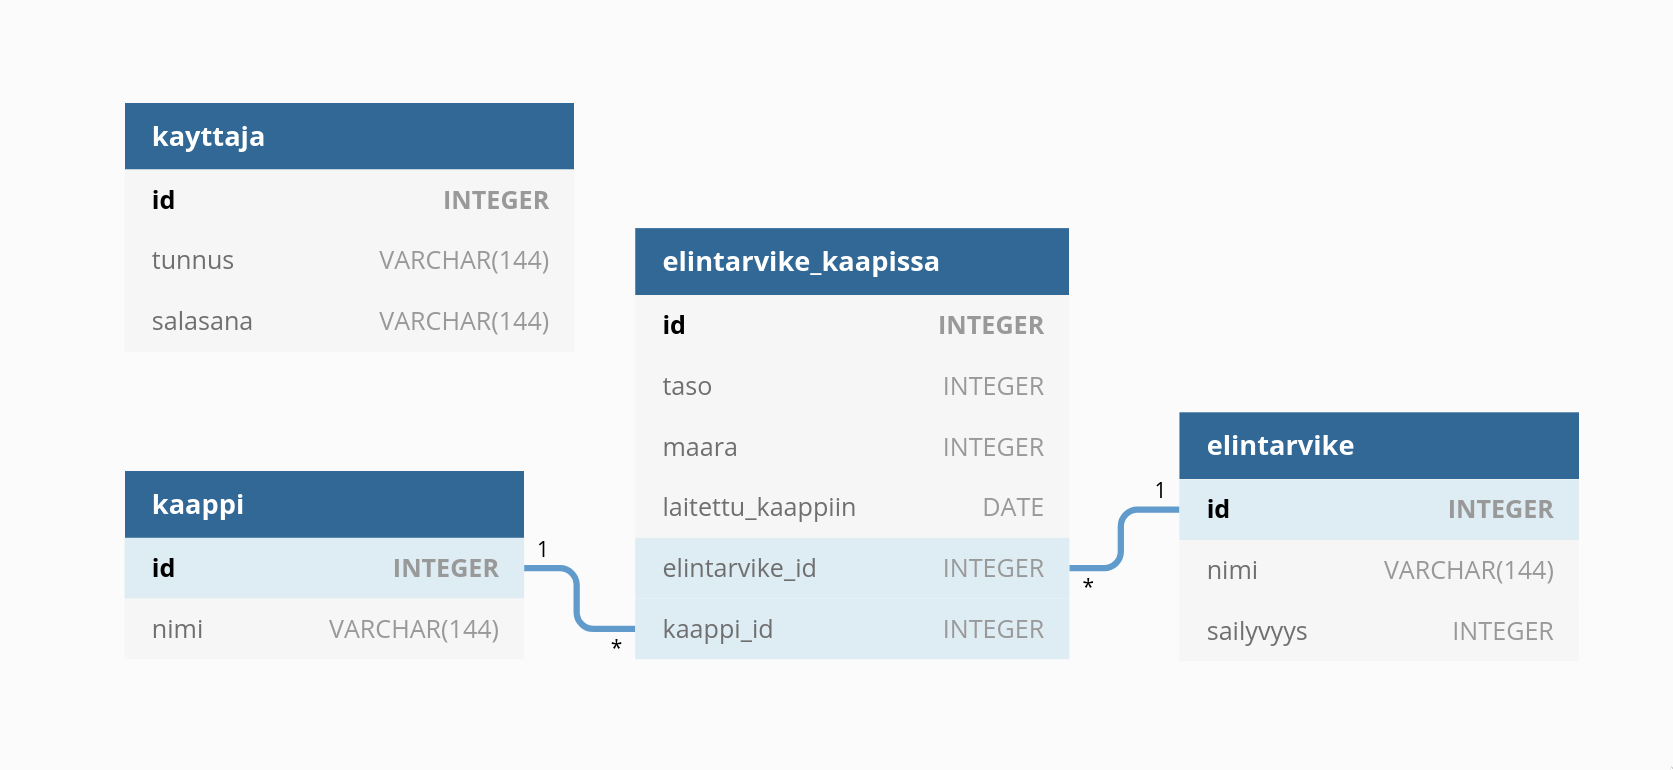 kayttaja
id INTEGER
tunnus VARCHAR(144)
salasana VARCHAR(144)
elintarvike_kaapissa
id INTEGER
taso INTEGER
maara INTEGER
laitettu_kaappiin DATE
elintarvike_id INTEGER
kaappi_id INTEGER
kaappi
id INTEGER
nimi VARCHAR(144)
1
*
elintarvike
id INTEGER
nimi VARCHAR(144)
sailyvyys INTEGER
1
*